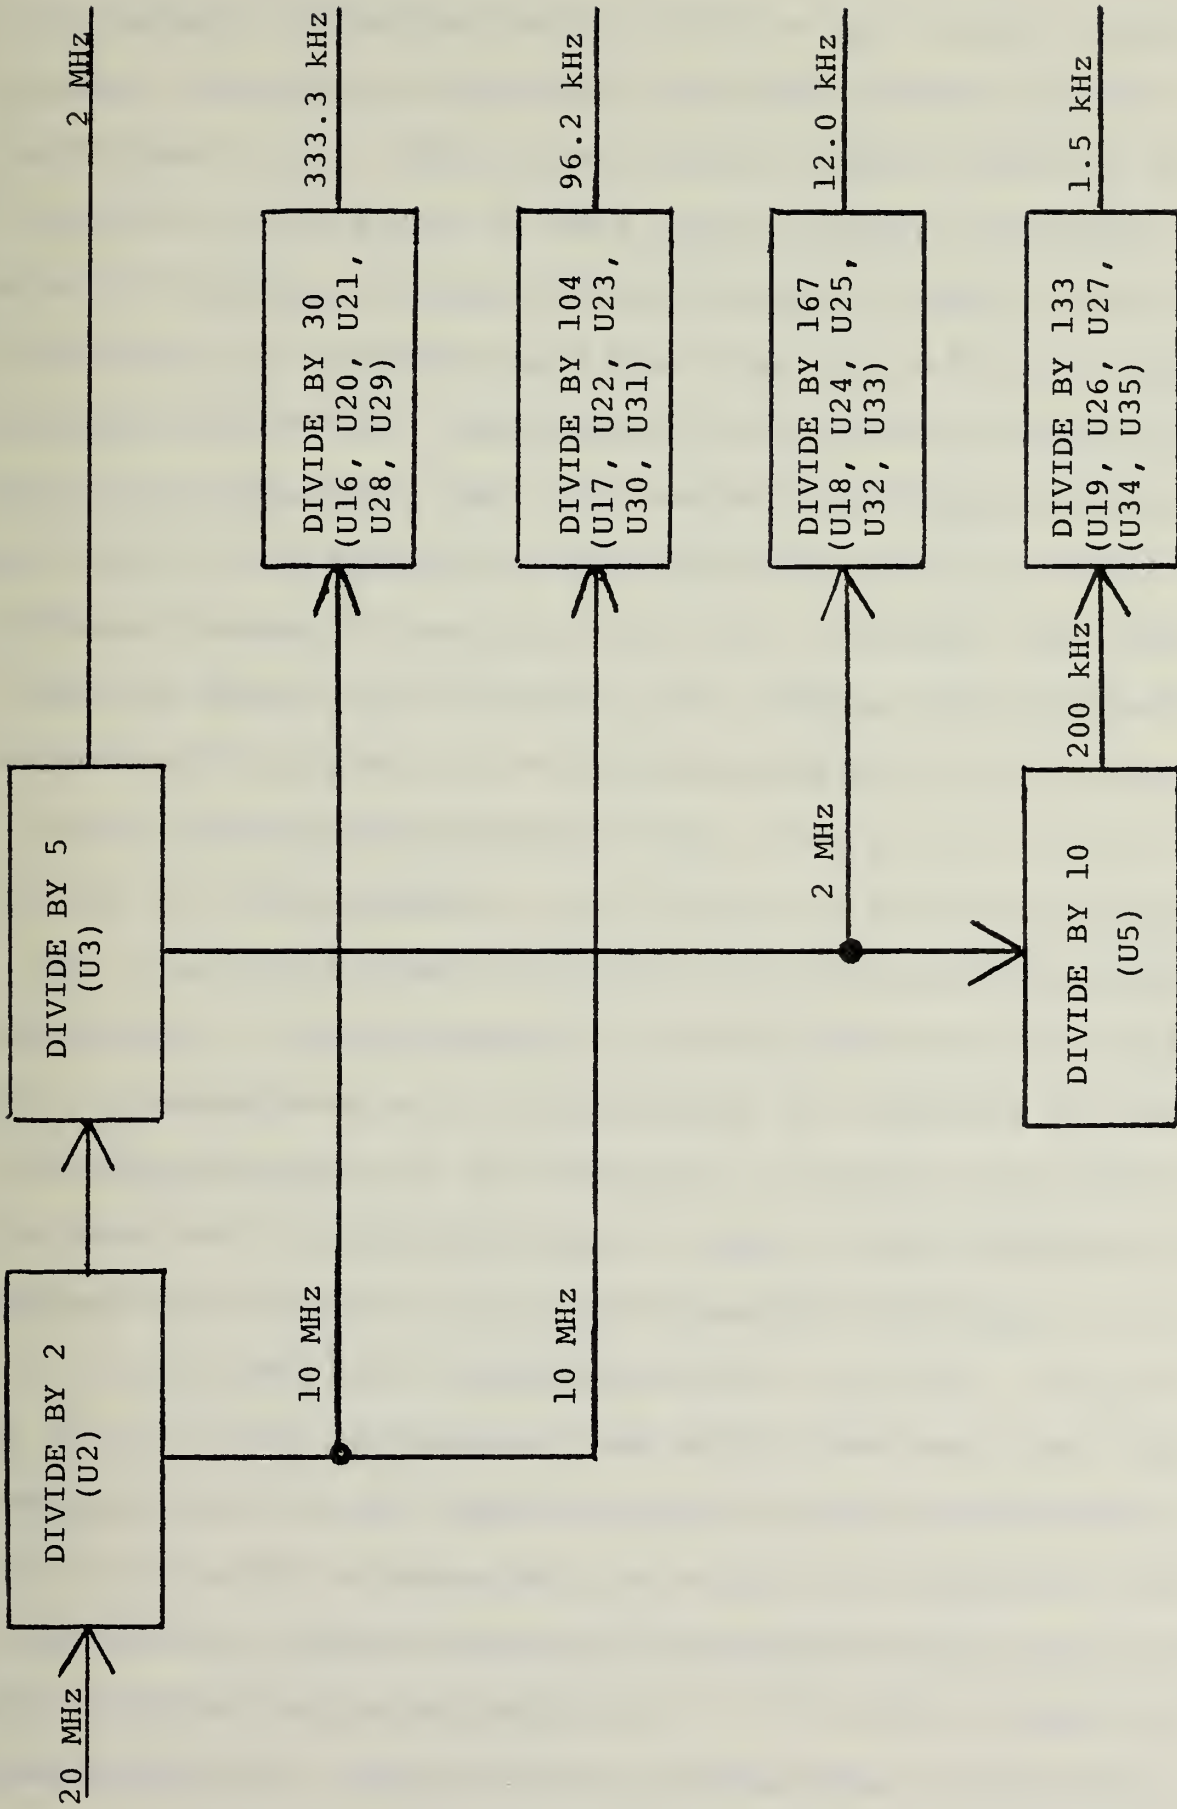 20 MHz
DIVIDE BY 2
(U2)
DIVIDE BY 5
(U3)
2 MHz
10 MHz
DIVIDE BY 30
(U16, U20, U21,
U28, U29)
333.3 kHz
10 MHz
DIVIDE BY 104
(U17, U22, U23,
U30, U31)
96.2 kHz
2 MHz
DIVIDE BY 167
(U18, U24, U25,
U32, U33)
12.0 kHz
DIVIDE BY 10
(U5)
200 kHz
DIVIDE BY 133
(U19, U26, U27,
(U34, U35)
1.5 kHz